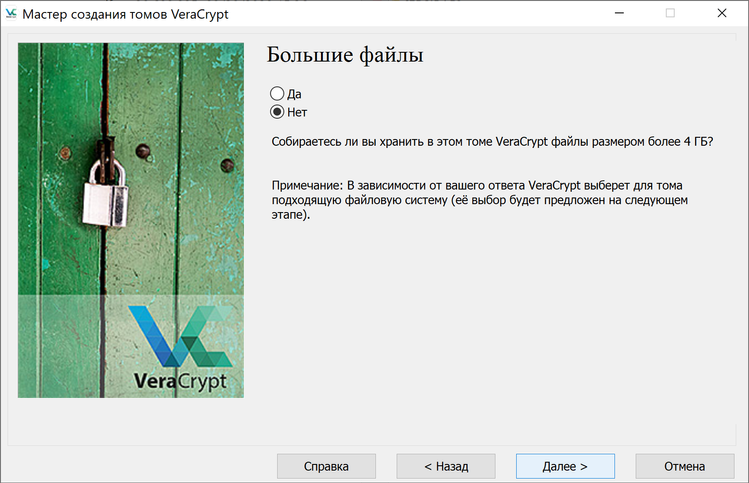 Мастер создания томов VeraCrypt
Большие файлы
Да
Нет
Собираетесь ли вы хранить в этом томе VeraCrypt файлы размером более 4 ГБ?
Примечание: В зависимости от вашего ответа VeraCrypt выберет для тома
подходящую файловую систему (её выбор будет предложен на следующем
этапе).
VeraCrypt
Справка
< Назад
Далее >
Отмена